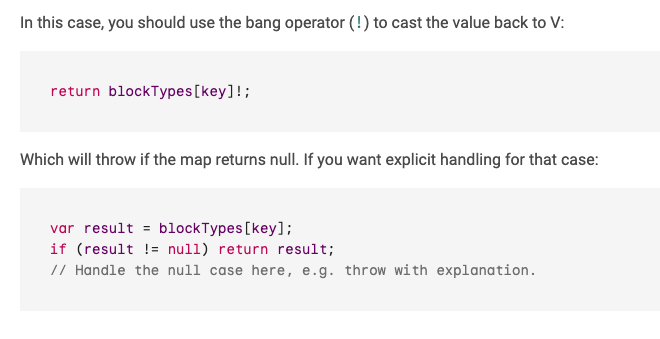 In this case, you should use the bang operator (!) to cast the value back to V:
return blockTypes[key]!;
Which will throw if the map returns null. If you want explicit handling for that case:
var result = blockTypes[key];
if (result != null) return result;
// Handle the null case here, e.g. throw with explanation.